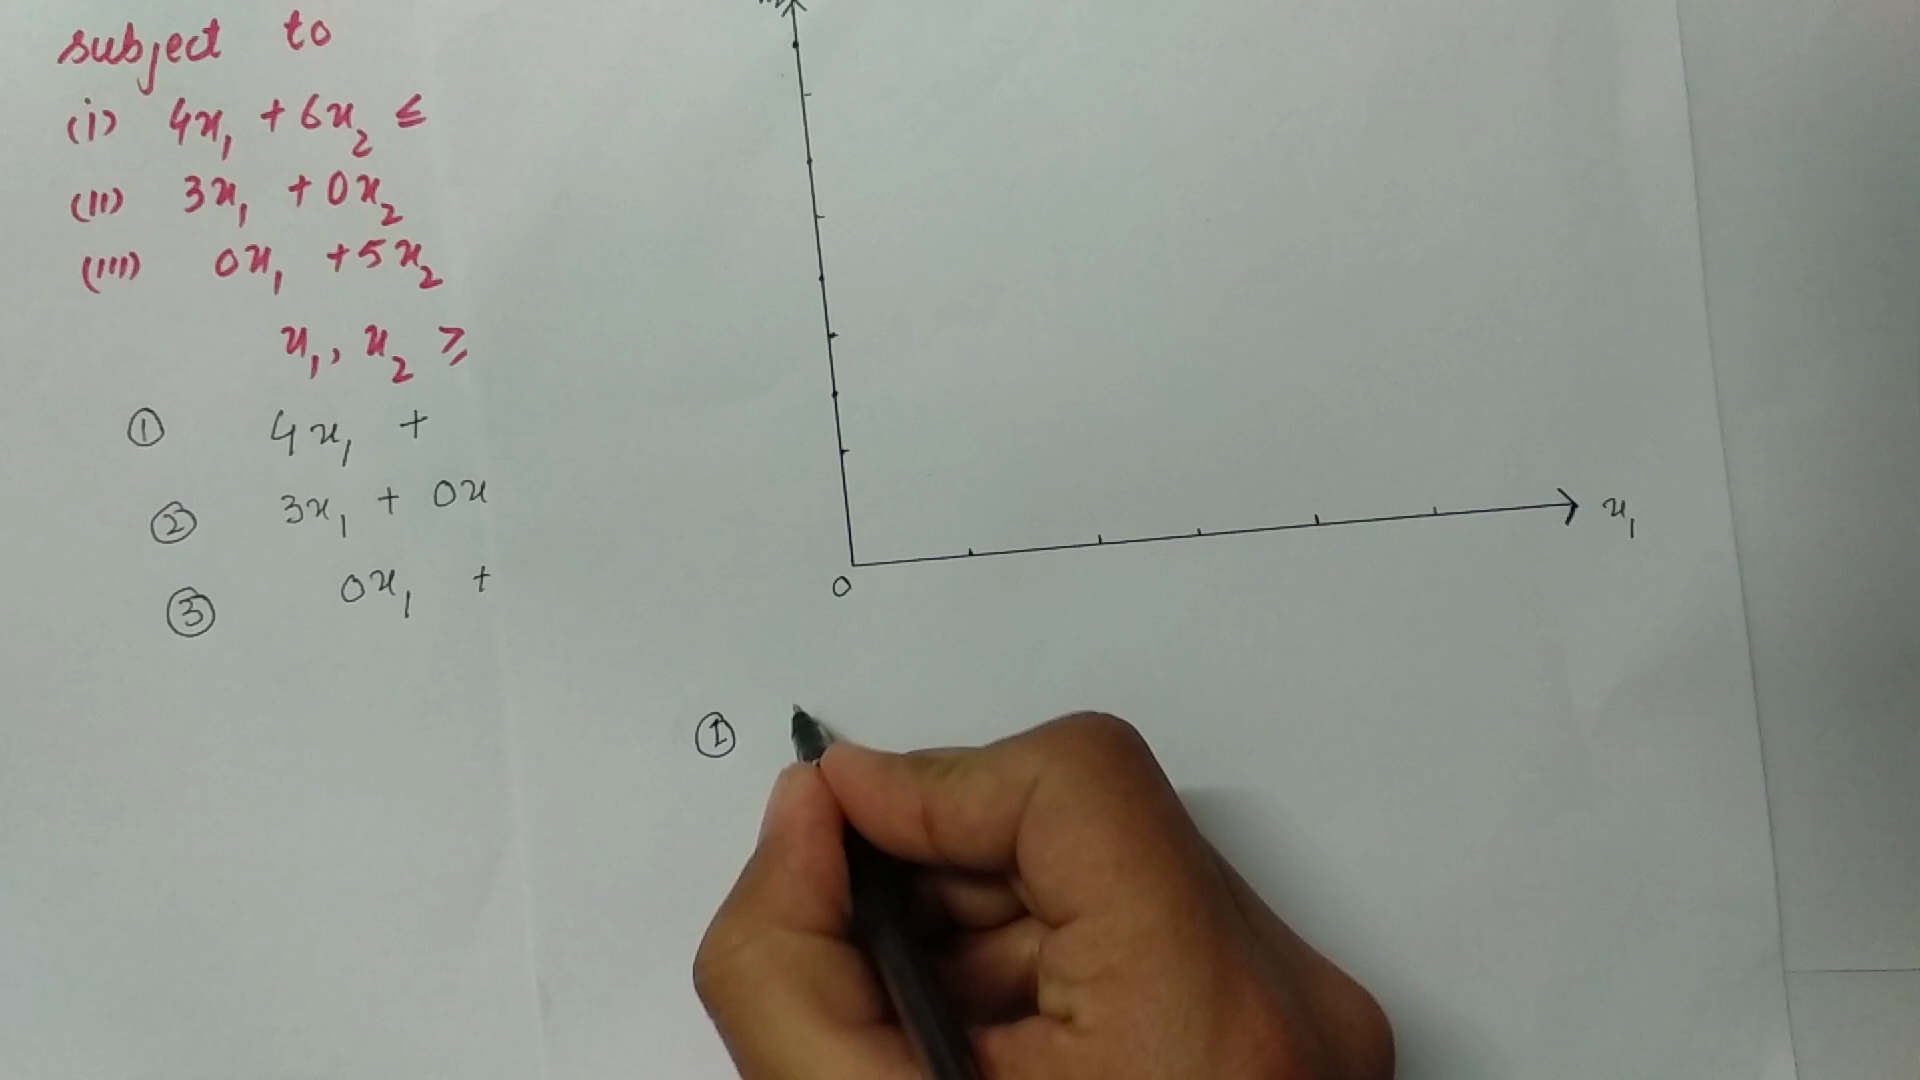 subject to
(i) 4x₁ + 6x₂ ≤
(ii) 3x₁ + 0x₂
(iii) 0x₁ + 5x₂
x₁, x₂ ≥
① 4x₁ +
② 3x₁ + 0x
③ 0x₁ +
x₁
0
①